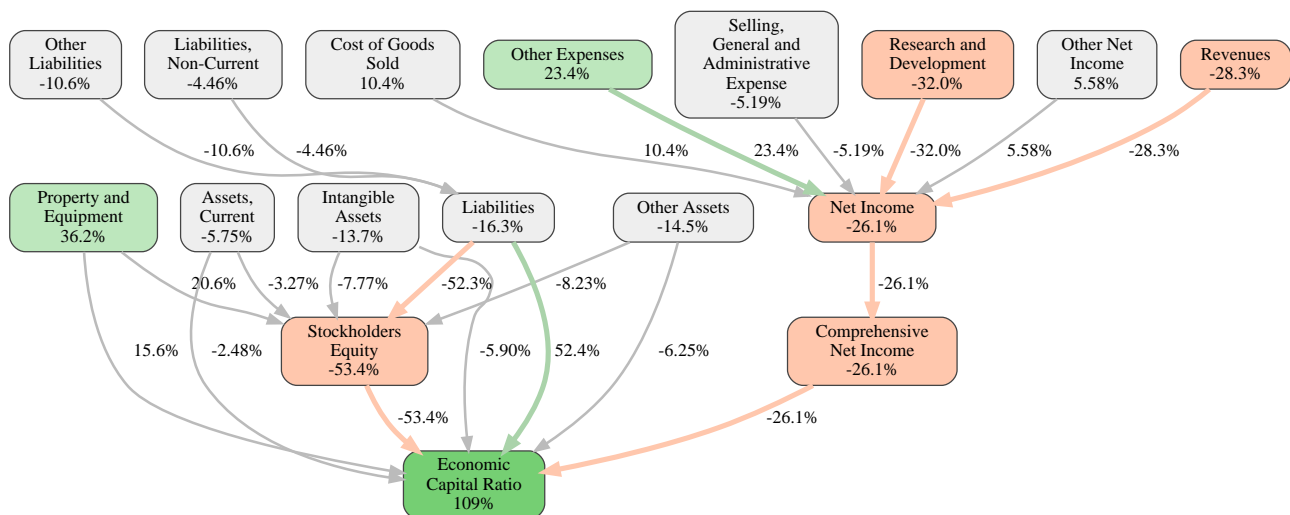 Other
Liabilities
-10.6%
Liabilities,
Non-Current
-4.46%
Cost of Goods
Sold
10.4%
Other Expenses
23.4%
Selling,
General and
Administrative
Expense
-5.19%
Research and
Development
-32.0%
Other Net
Income
5.58%
Revenues
-28.3%
-10.6%
-4.46%
10.4%
23.4%
-5.19%
-32.0%
5.58%
-28.3%
Property and
Equipment
36.2%
Assets,
Current
-5.75%
Intangible
Assets
-13.7%
Liabilities
-16.3%
Other Assets
-14.5%
Net Income
-26.1%
20.6%
-3.27%
-7.77%
-52.3%
-8.23%
-26.1%
15.6%
-2.48%
Stockholders
Equity
-53.4%
-5.90%
52.4%
-6.25%
Comprehensive
Net Income
-26.1%
-53.4%
-26.1%
Economic
Capital Ratio
109%